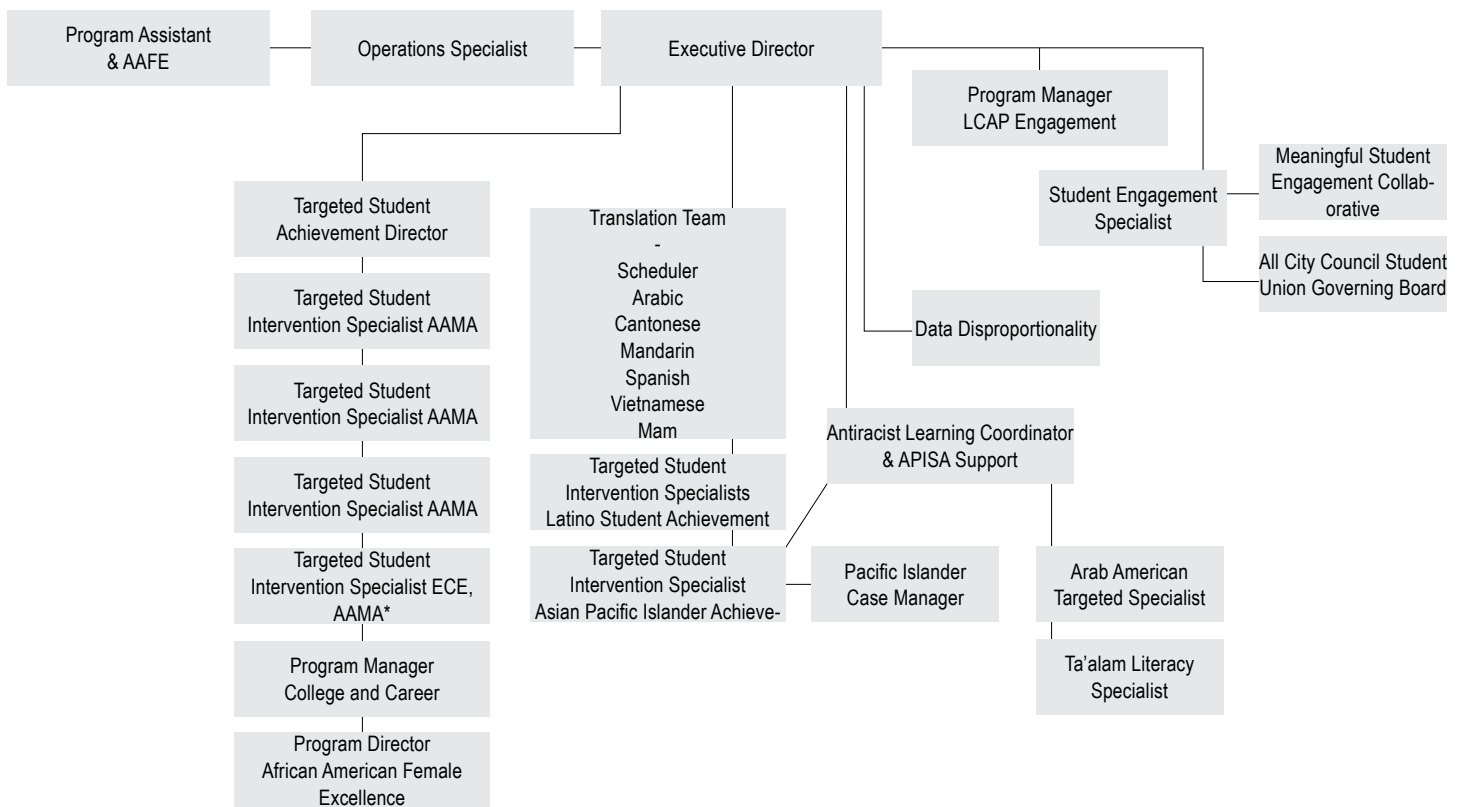 Program Assistant
& AAFE
Operations Specialist
Executive Director
Program Manager
LCAP Engagement
Meaningful Student
Engagement Collab-
orative
Student Engagement
Specialist
All City Council Student
Union Governing Board
Targeted Student
Achievement Director
Targeted Student
Intervention Specialist AAMA
Targeted Student
Intervention Specialist AAMA
Targeted Student
Intervention Specialist AAMA
Targeted Student
Intervention Specialist ECE,
AAMA*
Program Manager
College and Career
Program Director
African American Female
Excellence
Translation Team
-
Scheduler
Arabic
Cantonese
Mandarin
Spanish
Vietnamese
Mam
Targeted Student
Intervention Specialists
Latino Student Achievement
Targeted Student
Intervention Specialist
Asian Pacific Islander Achieve-
Data Disproportionality
Antiracist Learning Coordinator
& APISA Support
Pacific Islander
Case Manager
Arab American
Targeted Specialist
Ta’alam Literacy
Specialist